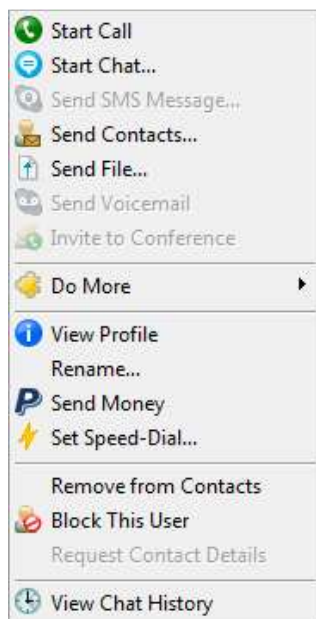 Start Call
Start Chat...
Send SMS Message...
Send Contacts...
Send File...
Send Voicemail
Invite to Conference
Do More
View Profile
Rename...
Send Money
Set Speed-Dial...
Remove from Contacts
Block This User
Request Contact Details
View Chat History